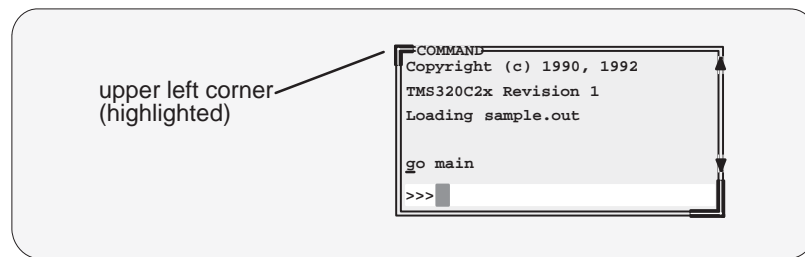 upper left corner
(highlighted)
COMMAND
Copyright (c) 1990, 1992
TMS320C2x Revision 1
Loading sample.out
go main
>>>